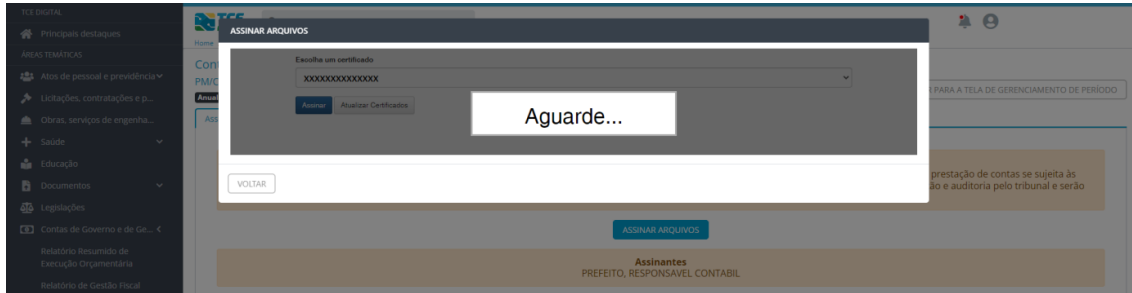 TCE DIGITAL
Principais destaques
ÁREAS TEMÁTICAS
Atos de pessoal e previdência
Licitações, contratações e p...
Obras, serviços de engenha...
Saúde
Educação
Documentos
Legislações
Contas de Governo e de Ge...
Relatório Resumido de
Execução Orçamentária
Relatório de Gestão Fiscal
Home
PM/C
Anual
ASSINAR ARQUIVOS
Escolha um certificado
XXXXXXXXXXXXXX
Assinar
Atualizar Certificados
Aguarde...
VOLTAR
PARA A TELA DE GERENCIAMENTO DE PERÍODO
prestação de contas se sujeita às
ão e auditoria pelo tribunal e serão
ASSINAR ARQUIVOS
Assinantes
PREFEITO, RESPONSAVEL CONTABIL